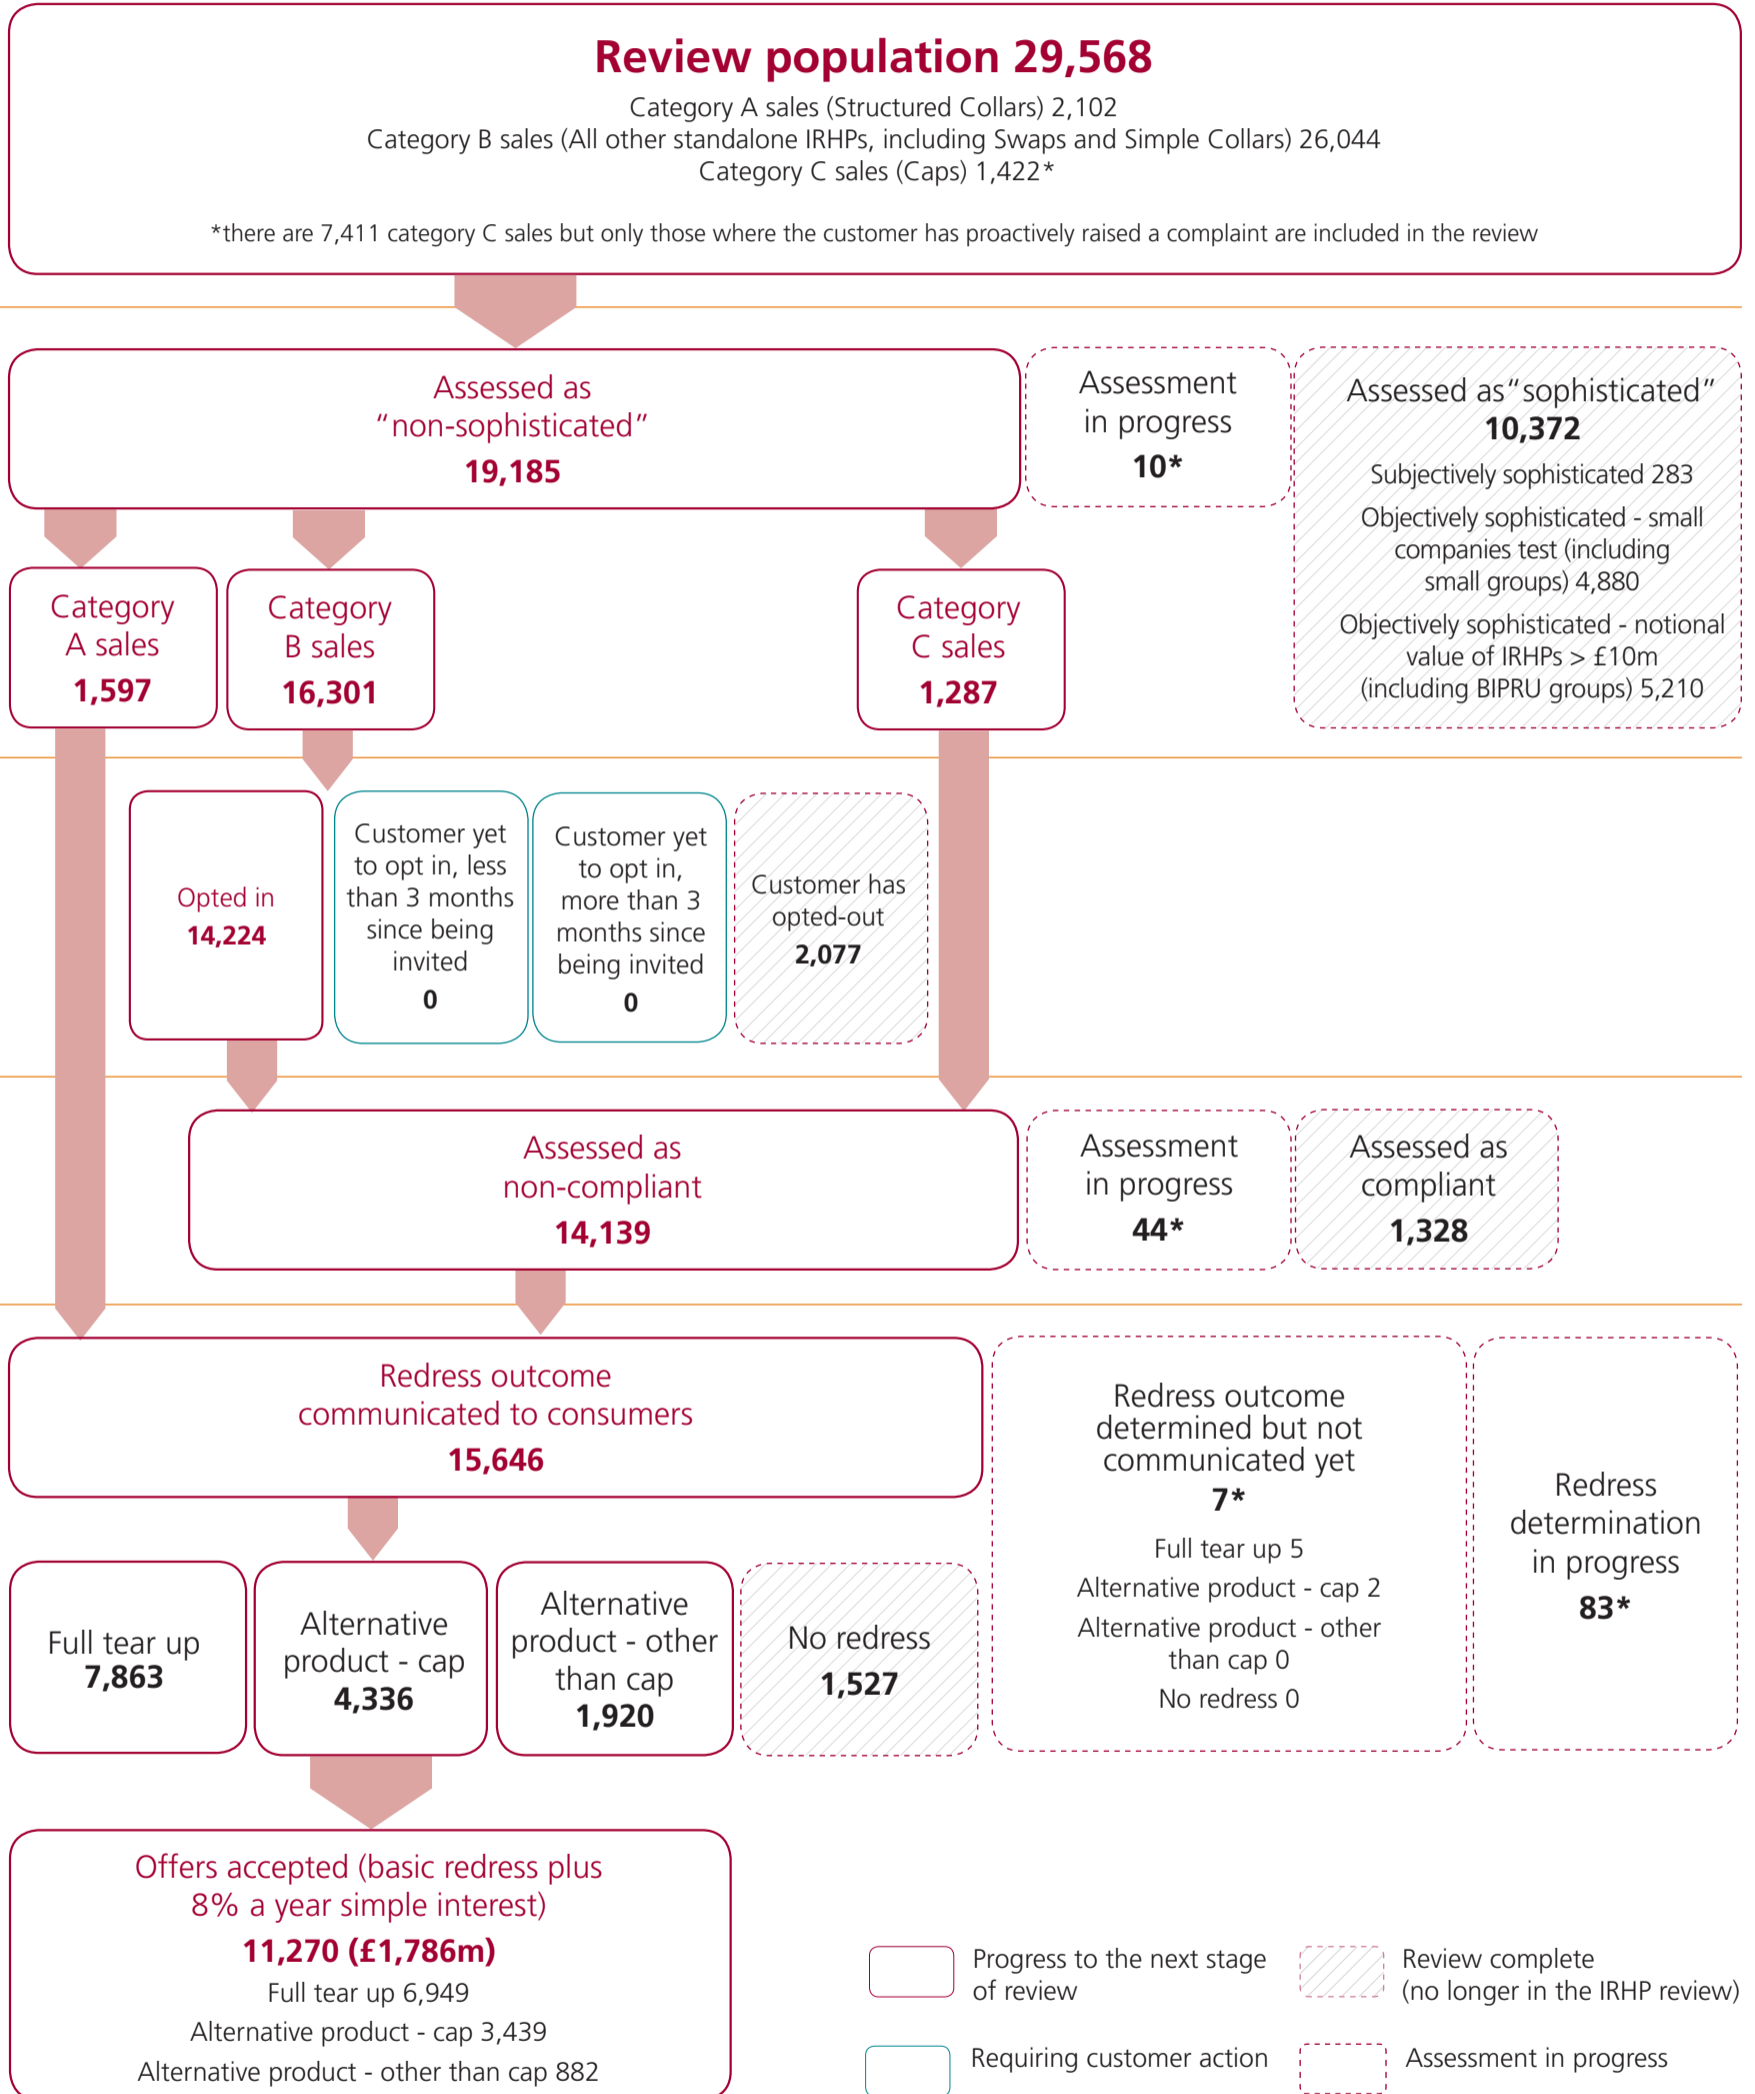 Review population 29,568
Category A sales (Structured Collars) 2,102
Category B sales (All other standalone IRHPs, including Swaps and Simple Collars) 26,044
Category C sales (Caps) 1,422*
*there are 7,411 category C sales but only those where the customer has proactively raised a complaint are included in the review
Assessed as
“non-sophisticated”
19,185
Assessment
in progress
10*
Assessed as“sophisticated”
10,372
Subjectively sophisticated 283
Objectively sophisticated - small
companies test (including
small groups) 4,880
Objectively sophisticated - notional
value of IRHPs > £10m
(including BIPRU groups) 5,210
Category
A sales
1,597
Category
B sales
16,301
Category
C sales
1,287
Opted in
14,224
Customer yet
to opt in, less
than 3 months
since being
invited
0
Customer yet
to opt in,
more than 3
months since
being invited
0
Customer has
opted-out
2,077
Assessed as
non-compliant
14,139
Assessment
in progress
44*
Assessed as
compliant
1,328
Redress outcome
communicated to consumers
15,646
Redress outcome
determined but not
communicated yet
7*
Full tear up 5
Alternative product - cap 2
Alternative product - other
than cap 0
No redress 0
Redress
determination
in progress
83*
Full tear up
7,863
Alternative
product - cap
4,336
Alternative
product - other
than cap
1,920
No redress
1,527
Offers accepted (basic redress plus
8% a year simple interest)
11,270 (£1,786m)
Full tear up 6,949
Alternative product - cap 3,439
Alternative product - other than cap 882
Progress to the next stage
of review
Review complete
(no longer in the IRHP review)
Requiring customer action
Assessment in progress